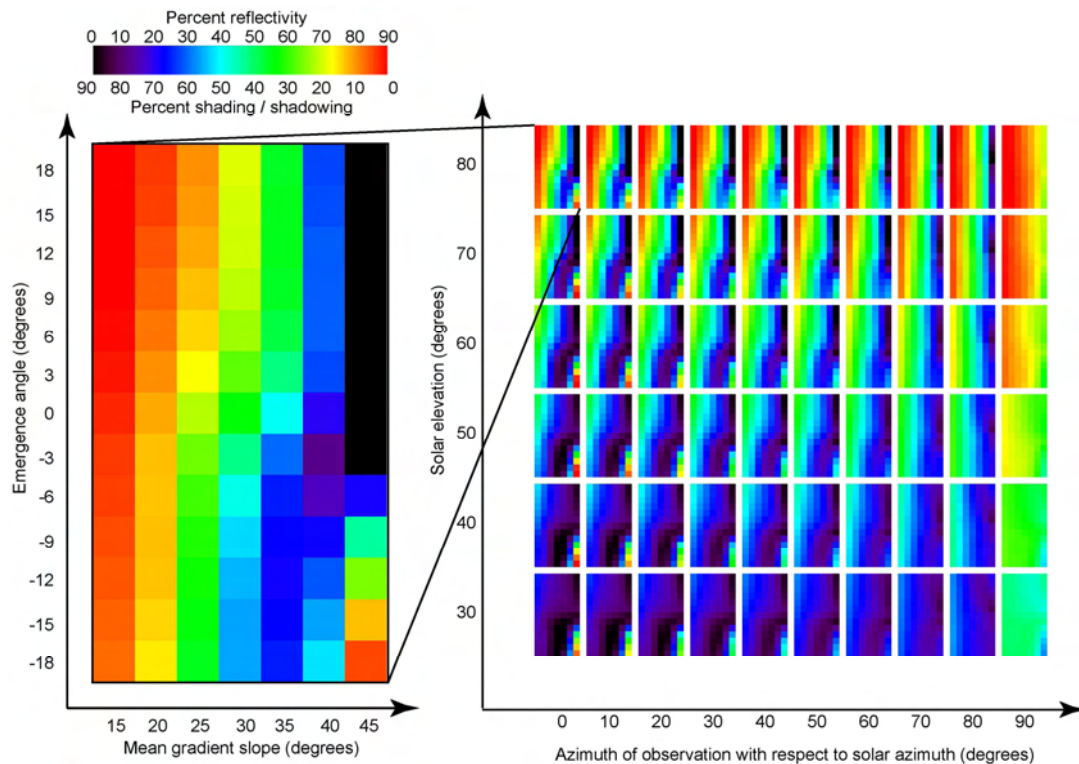 Percent reflectivity
0 10 20 30 40 50 60 70 80 90
90 80 70 60 50 40 30 20 10 0
Percent shading / shadowing
Emergence angle (degrees)
18
15
12
9
6
3
0
-3
-6
-9
-12
-15
-18
15 20 25 30 35 40 45
Mean gradient slope (degrees)
Solar elevation (degrees)
80
70
60
50
40
30
0 10 20 30 40 50 60 70 80 90
Azimuth of observation with respect to solar azimuth (degrees)